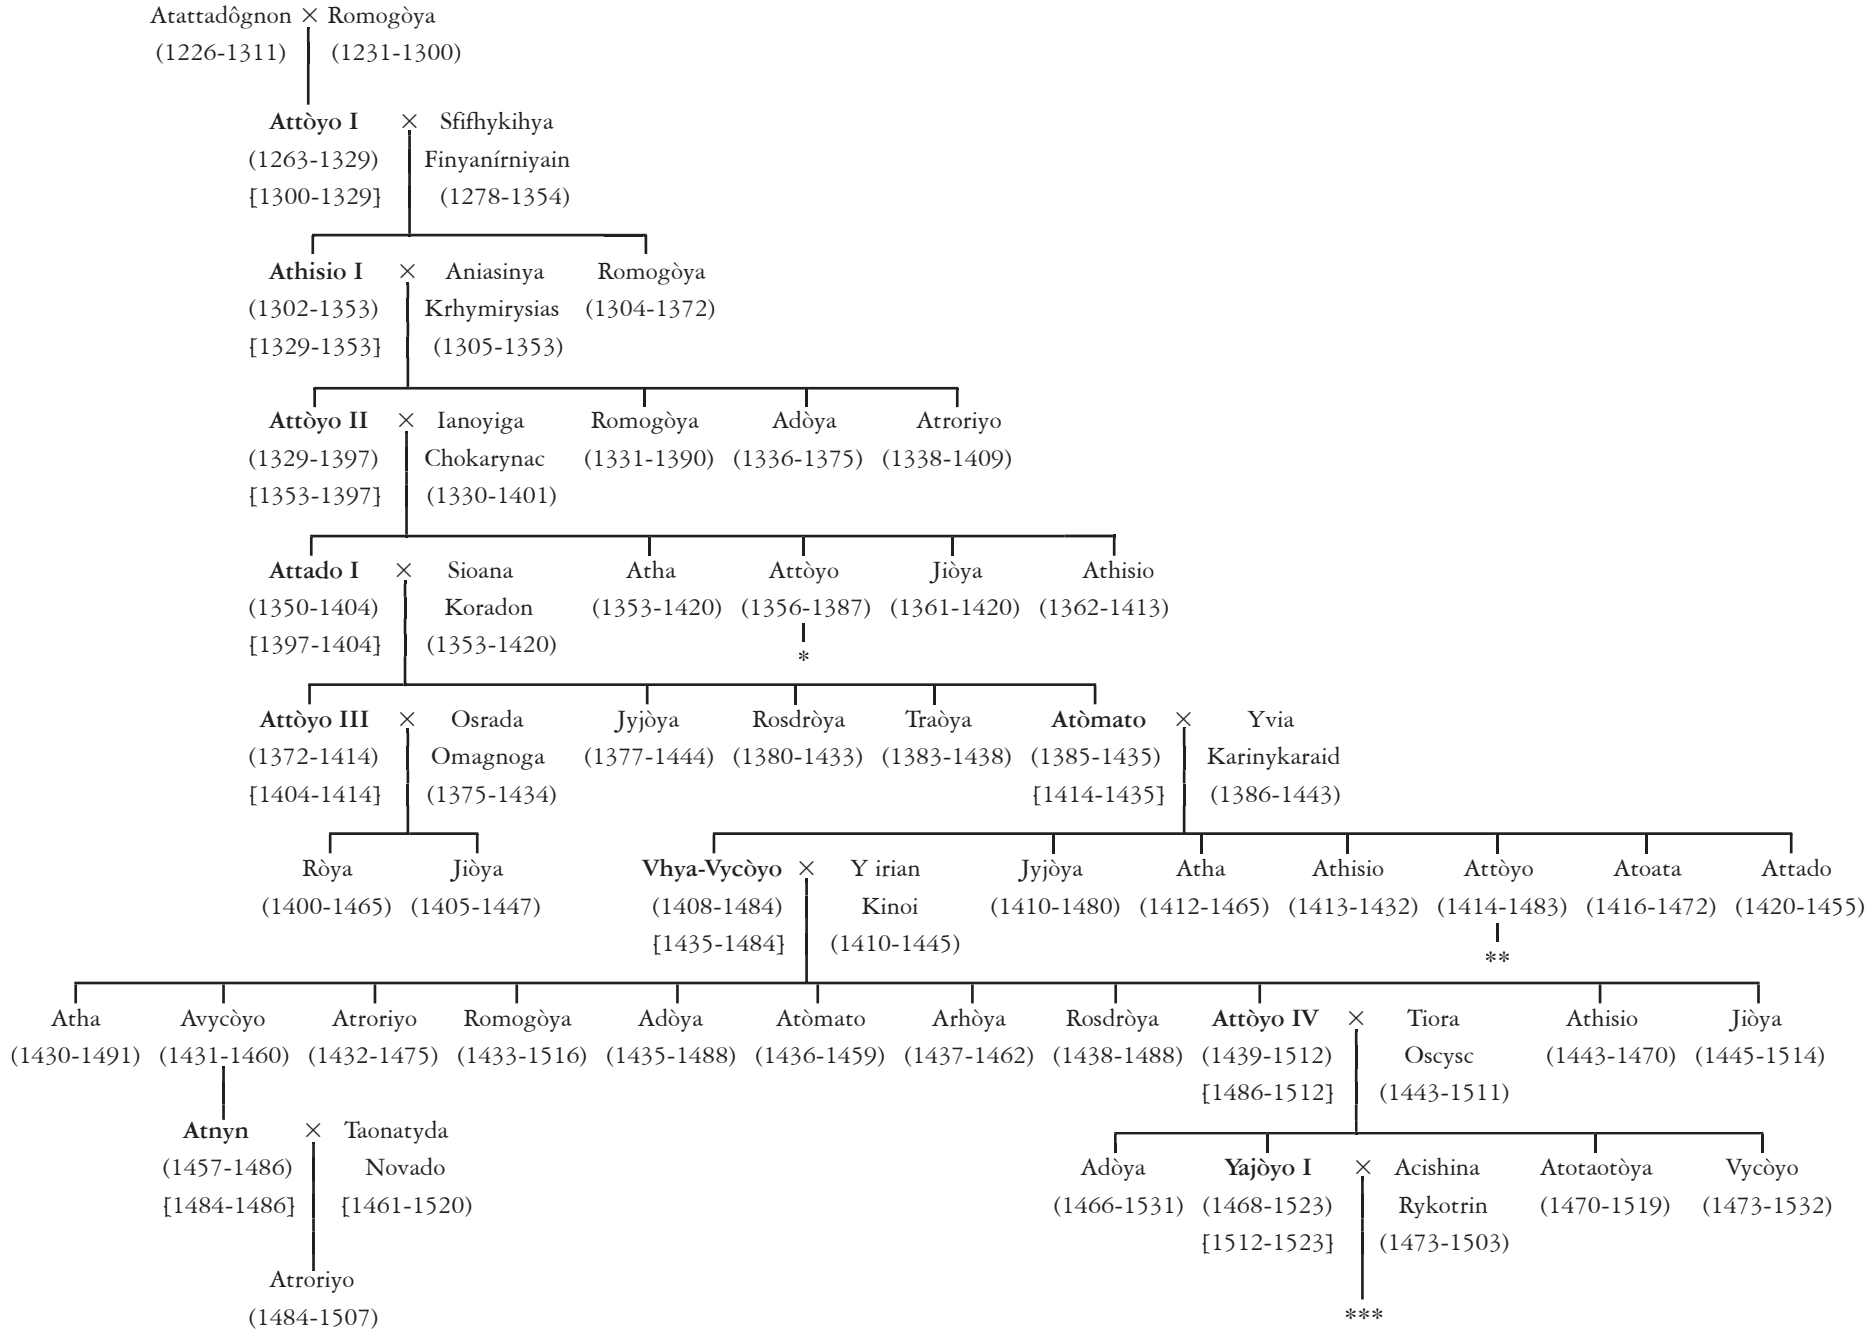 Atattadôgnon × Romogòya
(1226-1311) (1231-1300)
Attòyo I × Sfifhykihya
(1263-1329) Finyanírniyain
[1300-1329] (1278-1354)
Athisio I × Aniasinya Romogòya
(1302-1353) Krhymirysias (1304-1372)
[1329-1353] (1305-1353)
Attòyo II × Ianoyiga Romogòya Adòya Atroriyo
(1329-1397) Chokarynac (1331-1390) (1336-1375) (1338-1409)
[1353-1397] (1330-1401)
Attado I × Sioana Atha Attòyo Jiòya Athisio
(1350-1404) Koradon (1353-1420) (1356-1387) (1361-1420) (1362-1413)
[1397-1404] (1353-1420) *
Attòyo III × Osrada Jyjòya Rosdròya Traòya Atòmato × Yvia
(1372-1414) Omagnoga (1377-1444) (1380-1433) (1383-1438) (1385-1435) Karinykaraid
[1404-1414] (1375-1434) [1414-1435] (1386-1443)
Ròya Jiòya Vhya-Vycòyo × Y irian Jyjòya Atha Athisio Attòyo Atoata Attado
(1400-1465) (1405-1447) (1408-1484) Kinoi (1410-1480) (1412-1465) (1413-1432) (1414-1483) (1416-1472) (1420-1455)
[1435-1484] (1410-1445) **
Atha Avycòyo Atroriyo Romogòya Adòya Atòmato Arhòya Rosdròya Attòyo IV × Tiora Athisio Jiòya
(1430-1491) (1431-1460) (1432-1475) (1433-1516) (1435-1488) (1436-1459) (1437-1462) (1438-1488) (1439-1512) Oscysc (1443-1470) (1445-1514)
[1486-1512] (1443-1511)
Atnyn × Taonatyda
(1457-1486) Novado
[1484-1486] [1461-1520)
Adòya Yajòyo I × Acishina Atotaotòya Vycòyo
(1466-1531) (1468-1523) Rykotrin (1470-1519) (1473-1532)
[1512-1523] (1473-1503)
Atroriyo
(1484-1507)
***